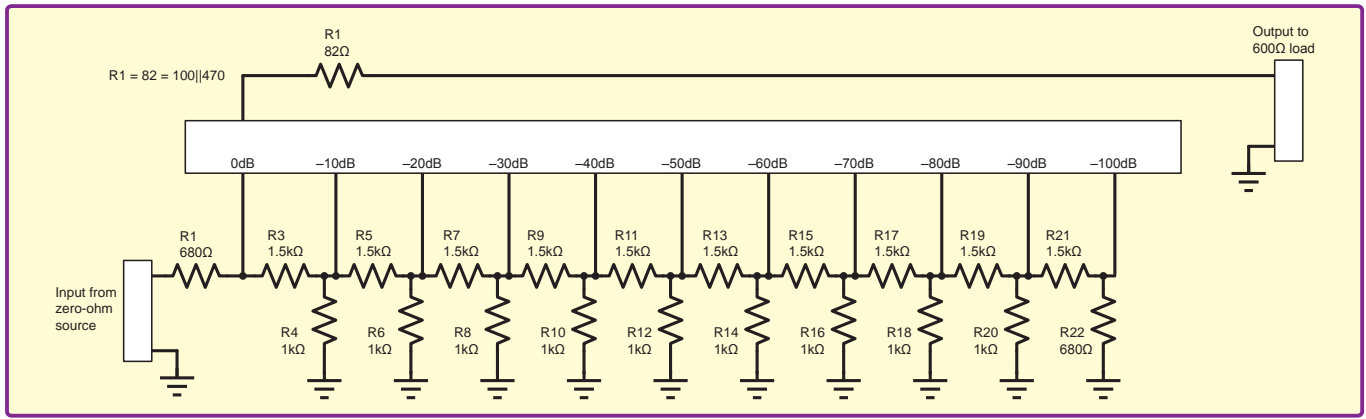 R1
82Ω
R1 = 82 = 100||470
Output to
600Ω load
0dB
–10dB
–20dB
–30dB
–40dB
–50dB
–60dB
–70dB
–80dB
–90dB
–100dB
R1
680Ω
R3
1.5kΩ
R5
1.5kΩ
R7
1.5kΩ
R9
1.5kΩ
R11
1.5kΩ
R13
1.5kΩ
R15
1.5kΩ
R17
1.5kΩ
R19
1.5kΩ
R21
1.5kΩ
Input from
zero-ohm
source
R4
1kΩ
R6
1kΩ
R8
1kΩ
R10
1kΩ
R12
1kΩ
R14
1kΩ
R16
1kΩ
R18
1kΩ
R20
1kΩ
R22
680Ω